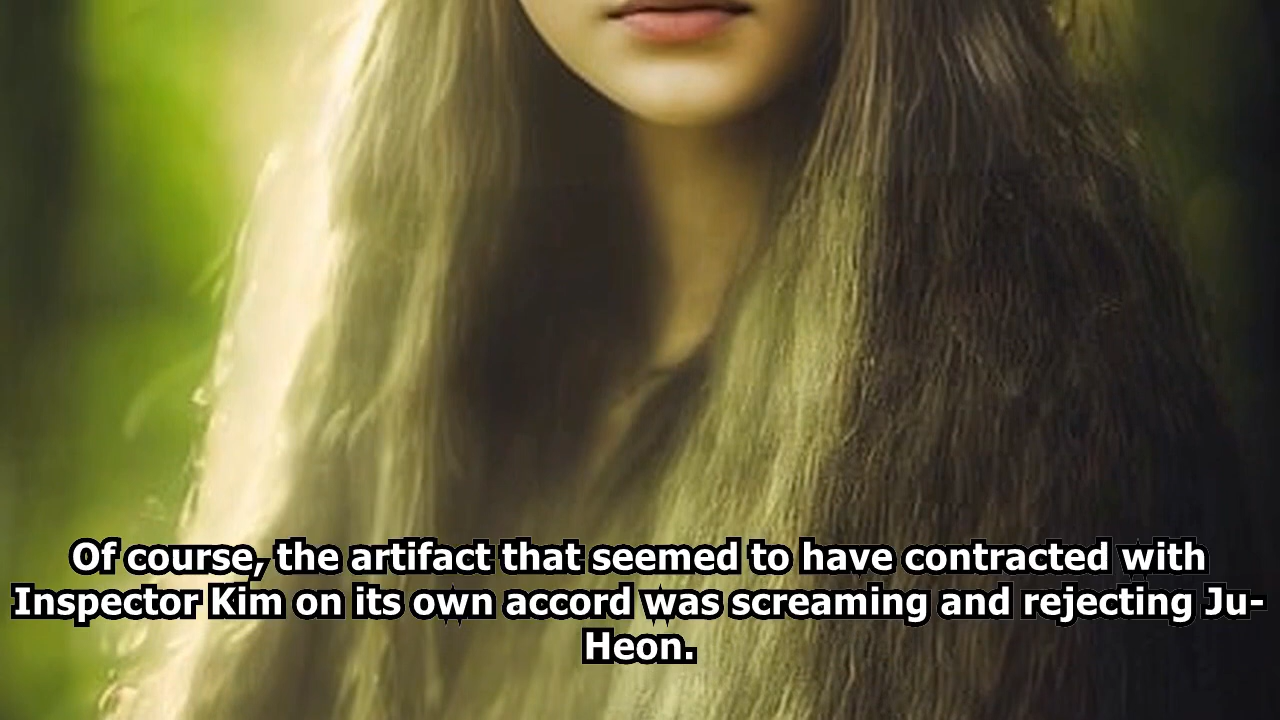 Of course, the artifact that seemed to have contracted with
Inspector Kim on its own accord was screaming and rejecting Ju-
Heon.